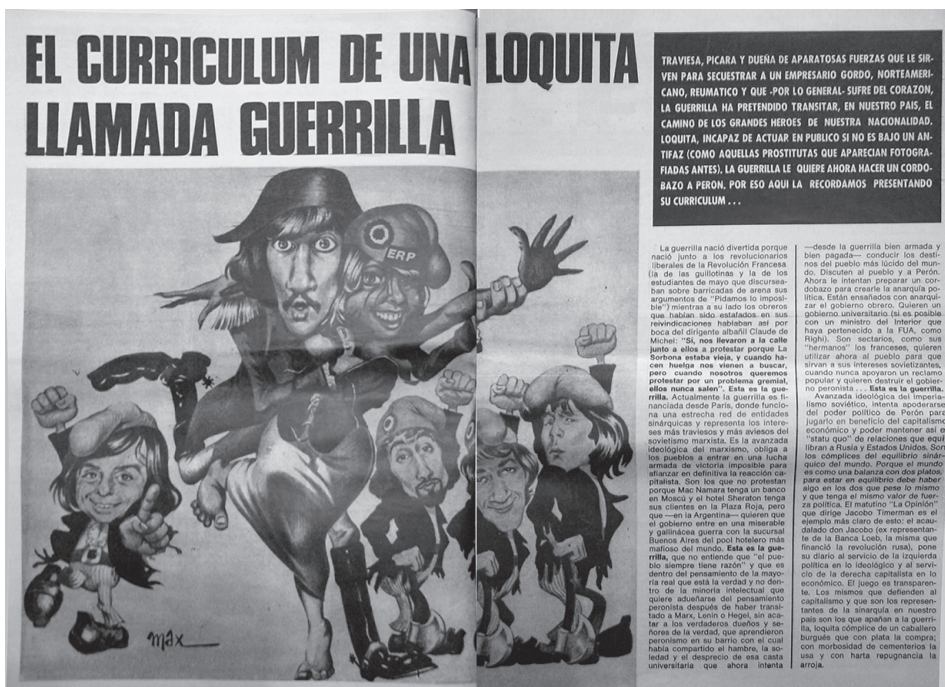 EL CURRICULUM DE UNA LOQUITA
LLAMADA GUERRILLA
TRAVIESA, PICARA Y DUEÑA DE APARATOSAS FUERZAS QUE LE SIR-
VEN PARA SECUESTRAR A UN EMPRESARIO GORDO, NORTEAMERI-
CANO, REUMATICO Y QUE -POR LO GENERAL- SUFRE DEL CORAZON,
LA GUERRILLA HA PRETENDIDO TRANSITAR, EN NUESTRO PAIS, EL
CAMINO DE LOS GRANDES HEROES DE NUESTRA NACIONALIDAD.
LOQUITA, INCAPAZ DE ACTUAR EN PUBLICO SI NO ES BAJO UN AN-
TIFAZ (COMO AQUELLAS PROSTITUTAS QUE APARECIAN FOTOGRA-
FIADAS ANTES). LA GUERRILLA LE QUIERE AHORA HACER UN CORDO-
BAZO A PERON. POR ESO AQUI LA RECORDAMOS PRESENTANDO
SU CURRICULUM . . .
ERP
max
La guerrilla nació divertida porque
nació junto a los revolucionarios
liberales de la Revolución Francesa
(la de las guillotinas y la de los
estudiantes de mayo que discursea-
ban sobre barricadas de arena sus
argumentos de "Pidamos lo imposi-
ble") mientras a su lado los obreros
que habían sido estafados en sus
reivindicaciones hablaban así por
boca del dirigente albañil Claude de
Michel: "Sí, nos llevaron a la calle
junto a ellos a protestar porque La
Sorbona estaba vieja, y cuando ha-
cen huelga nos vienen a buscar,
pero cuando nosotros queremos
protestar por un problema gremial,
ellos nunca salen". Esta es la gue-
rrilla. Actualmente la guerrilla es fi-
nanciada desde París, donde funcio-
na una estrecha red de entidades
sinárquicas y representa los intere-
ses más traviesos y más aviesos del
sovietismo marxista. Es la avanzada
ideológica del marxismo, obliga a
los pueblos a entrar en una lucha
armada de victoria imposible para
afianzar en definitiva la reacción ca-
pitalista. Son los que no protestan
porque Mac Namara tenga un banco
en Moscú y el hotel Sheraton tenga
sus clientes en la Plaza Roja, pero
que —en la Argentina— quieren que
el gobierno entre en una miserable
y gallinácea guerra con la sucursal
Buenos Aires del pool hotelero más
mafioso del mundo. Esta es la gue-
rrilla, que no entiende que "el pue-
blo siempre tiene razón" y que es
dentro del pensamiento de la mayo-
ría real que está la verdad y no den-
tro de la minoría intelectual que
quiere adueñarse del pensamiento
peronista después de haber transi-
tado a Marx, Lenin o Hegel, sin aca-
tar a los verdaderos dueños y se-
ñores de la verdad, que aprendieron
peronismo en su barrio con el cual
había compartido el hambre, la so-
ledad y el desprecio de esa casta
universitaria que ahora intenta
—desde la guerrilla bien armada y
bien pagada— conducir los desti-
nos del pueblo más lúcido del mun-
do. Discuten al pueblo y a Perón.
Ahora le intentan preparar un cor-
dobazo para crearle la anarquía po-
lítica. Están ensañados con anarqui-
zar el gobierno obrero. Quieren un
gobierno universitario (si es posible
con un ministro del Interior que
haya pertenecido a la FUA, como
Righi). Son sectarios, como sus
"hermanos" los franceses, quieren
utilizar ahora al pueblo para que
sirvan a sus intereses sovietizantes,
cuando nunca apoyaron un reclamo
popular y quieren destruir el gobier-
no peronista . . . Esta es la guerrilla.
Avanzada ideológica del imperia-
lismo soviético, intenta apoderarse
del poder político de Perón para
jugarlo en beneficio del capitalismo
económico y poder mantener así el
"statu quo" de relaciones que equi-
libran a Rusia y Estados Unidos. Son
los cómplices del equilibrio sinár-
quico del mundo. Porque el mundo
es como una balanza con dos platos,
para estar en equilibrio debe haber
algo en los dos que pese lo mismo
y que tenga el mismo valor de fuer-
za política. El matutino "La Opinión"
que dirige Jacobo Timerman es el
ejemplo más claro de esto: el acau-
dalado don Jacobo (ex representan-
te de la Banca Loeb, la misma que
financió la revolución rusa), pone
su diario al servicio de la izquierda
política en lo ideológico y al servi-
cio de la derecha capitalista en lo
económico. El juego es transparen-
te. Los mismos que defienden al
capitalismo y que son los represen-
tantes de la sinarquía en nuestro
país son los que apañan a la guerri-
lla, loquita cómplice de un caballero
burgués que con plata la compra;
con morbosidad de cementerios la
usa y con harta repugnancia la
arroja.